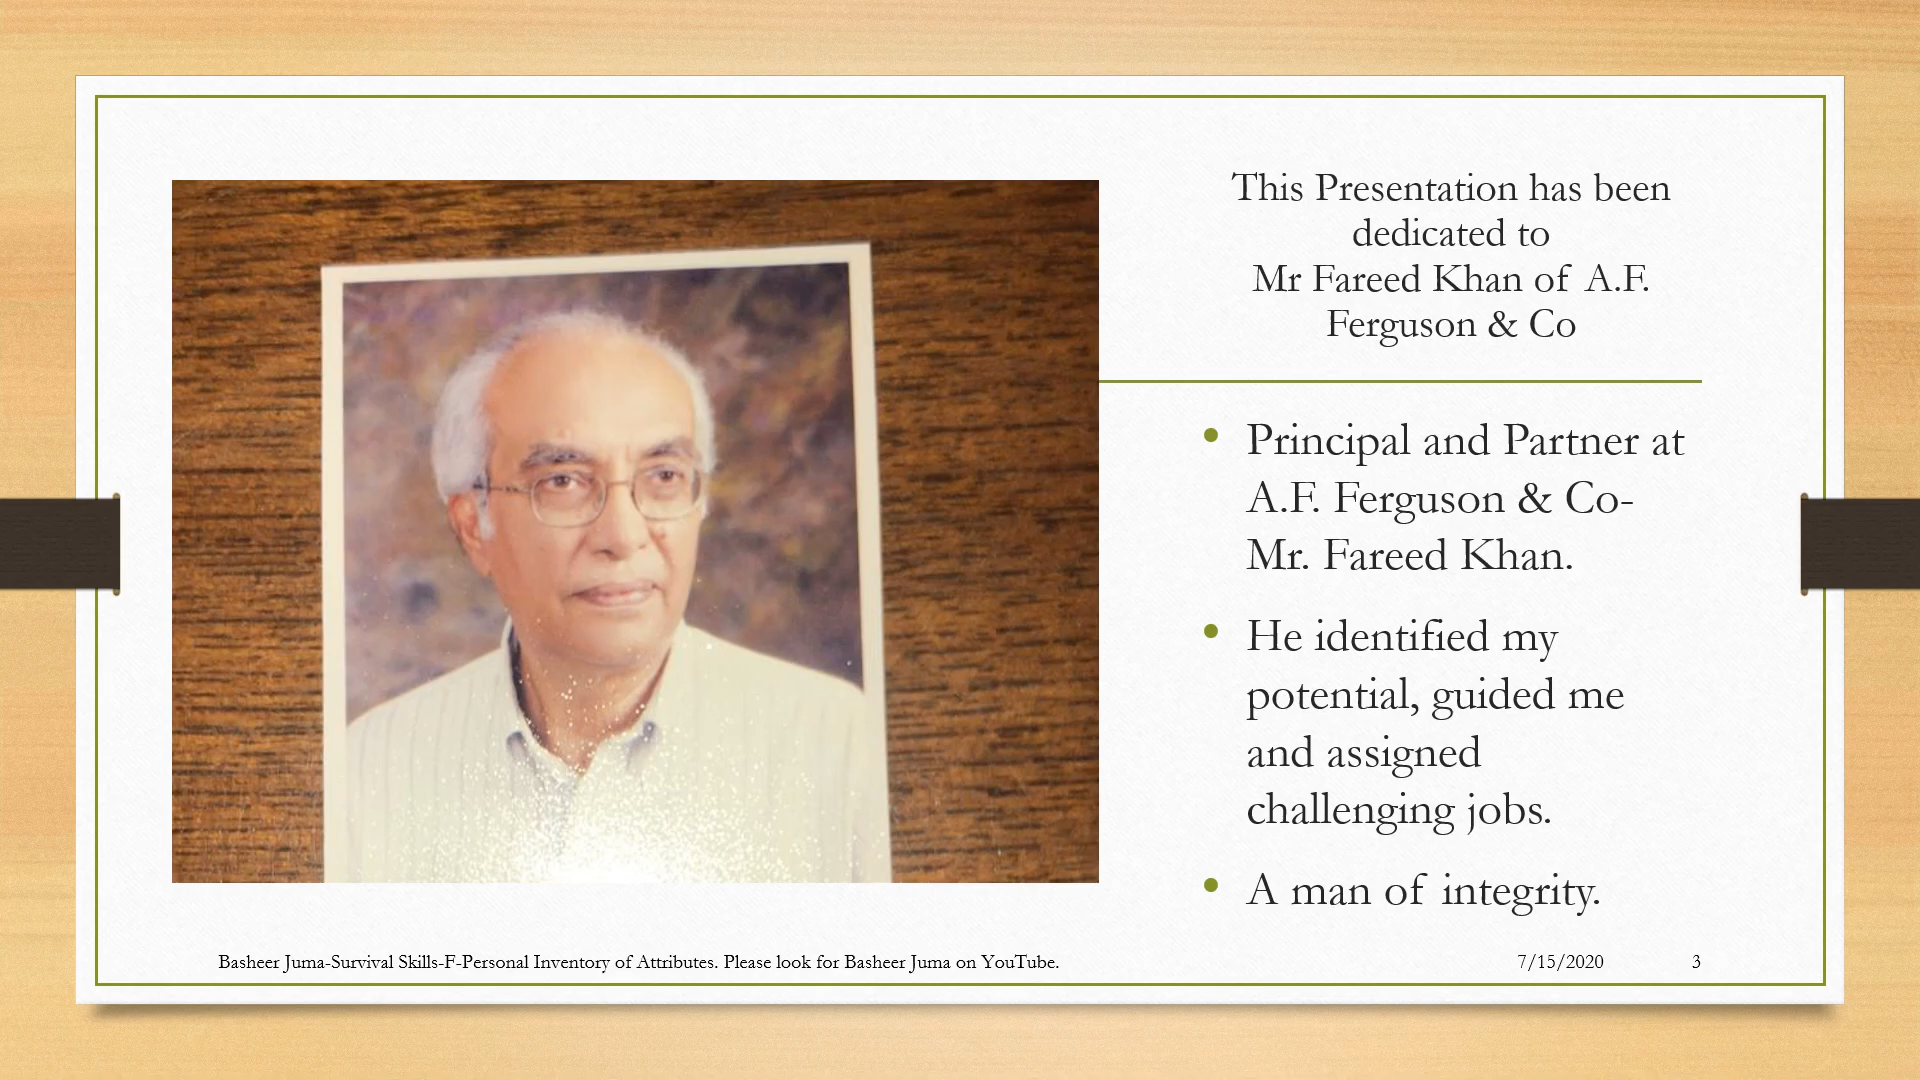 This Presentation has been
dedicated to
Mr Fareed Khan of A.F.
Ferguson & Co
• Principal and Partner at
A.F. Ferguson & Co-
Mr. Fareed Khan.
• He identified my
potential, guided me
and assigned
challenging jobs.
• A man of integrity.
Basheer Juma-Survival Skills-F-Personal Inventory of Attributes. Please look for Basheer Juma on YouTube.
7/15/2020
3